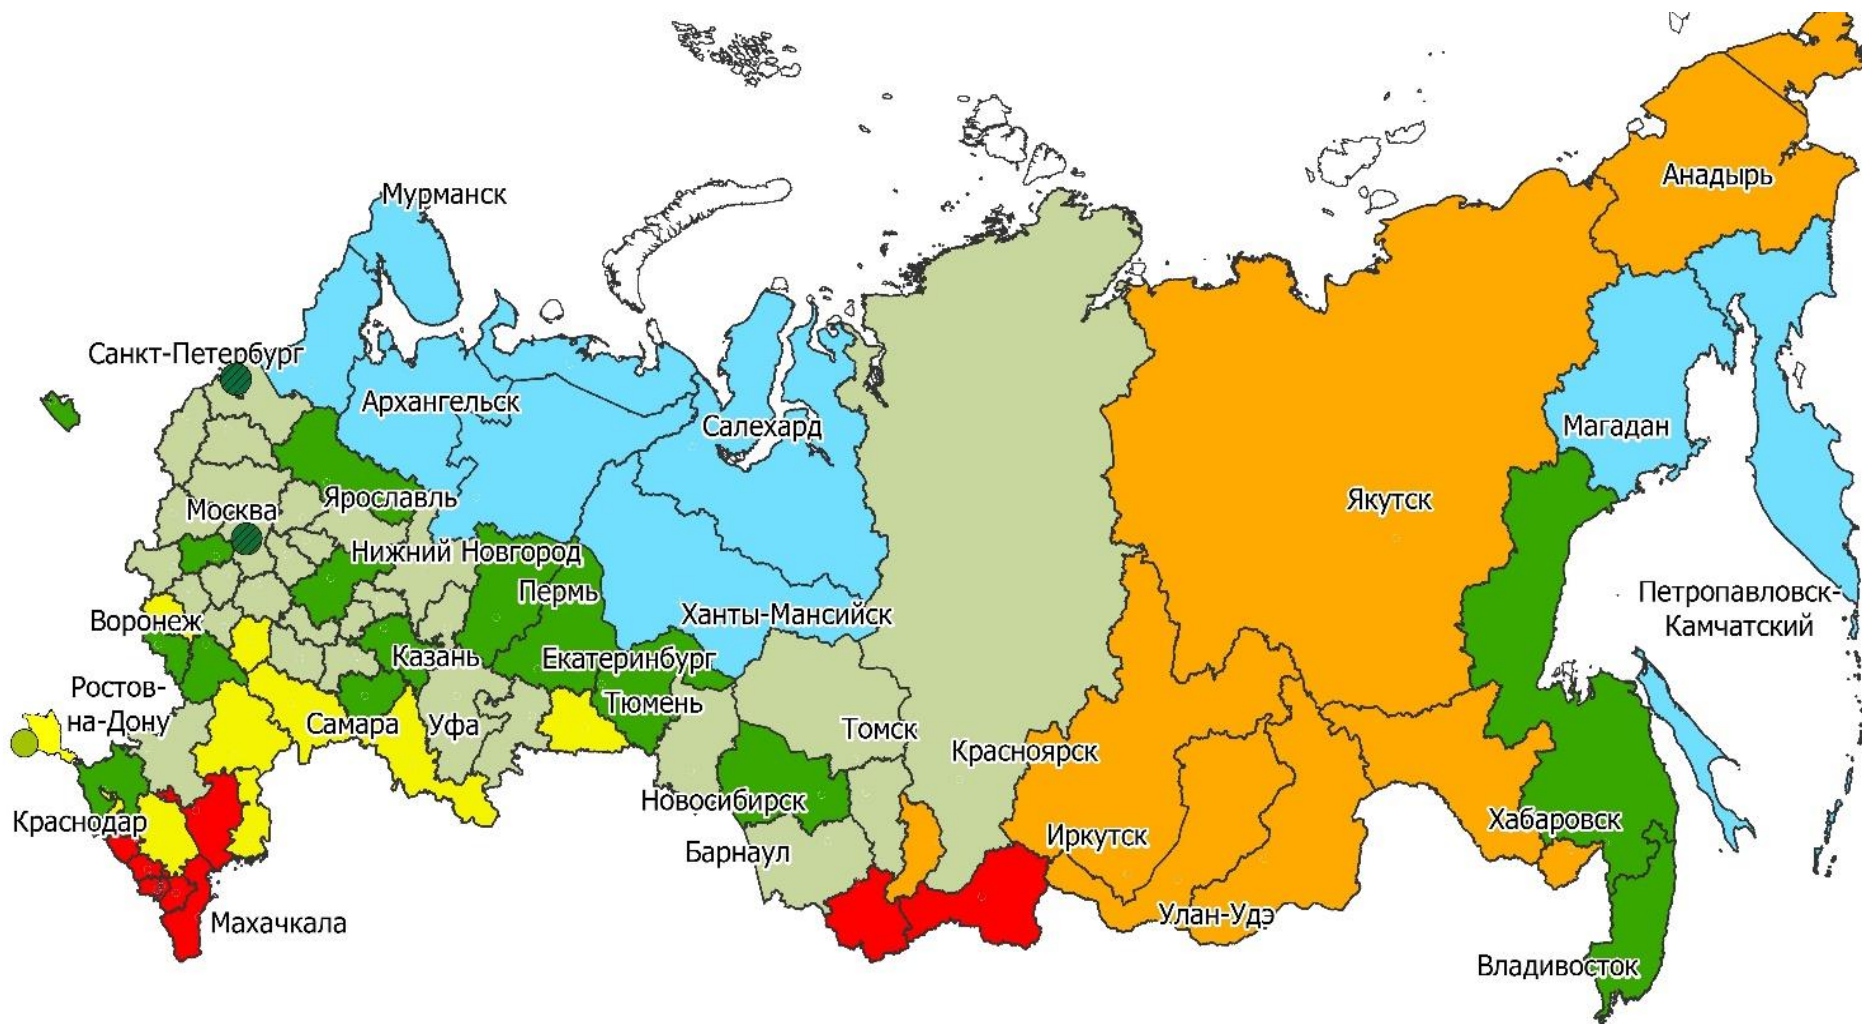 Мурманск
Анадырь
Санкт-Петербург
Архангельск
Салехард
Магадан
Ярославль
Якутск
Москва
Нижний Новгород
Пермь
Ханты-Мансийск
Петропавловск-
Камчатский
Воронеж
Казань
Екатеринбург
Ростов-
на-Дону
Самара
Уфа
Тюмень
Томск
Красноярск
Новосибирск
Краснодар
Хабаровск
Иркутск
Барнаул
Махачкала
Улан-Удэ
Владивосток